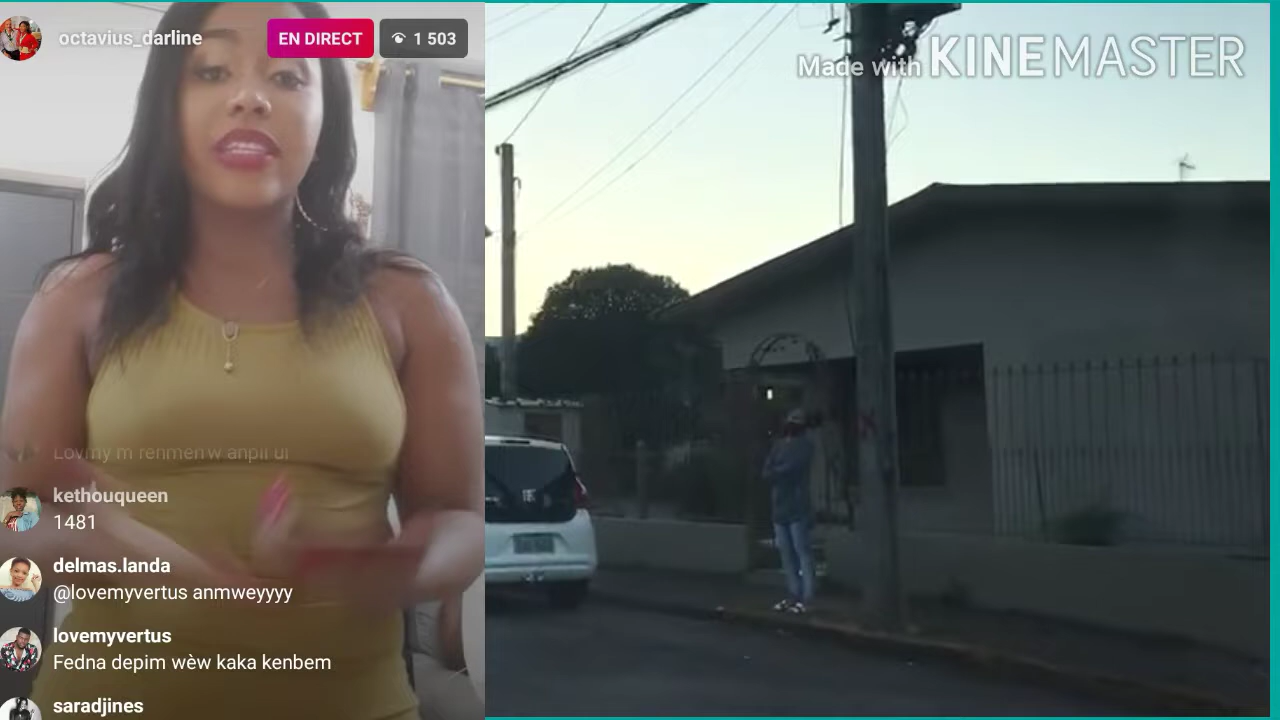 octavius_darline
EN DIRECT
1 503
Made with KINEMASTER
Lovmy m renmen w anpil ui
kethouqueen
1481
delmas.landa
@lovemyvertus anmweyyyy
lovemyvertus
Fedna depim wèw kaka kenbem
saradjines